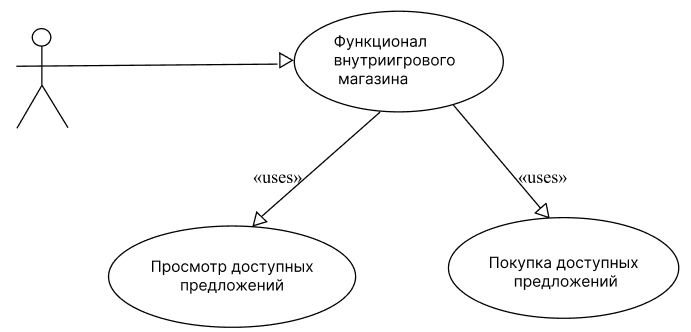 Функционал
внутриигрового
магазина
«uses»
«uses»
Просмотр доступных
предложений
Покупка доступных
предложений